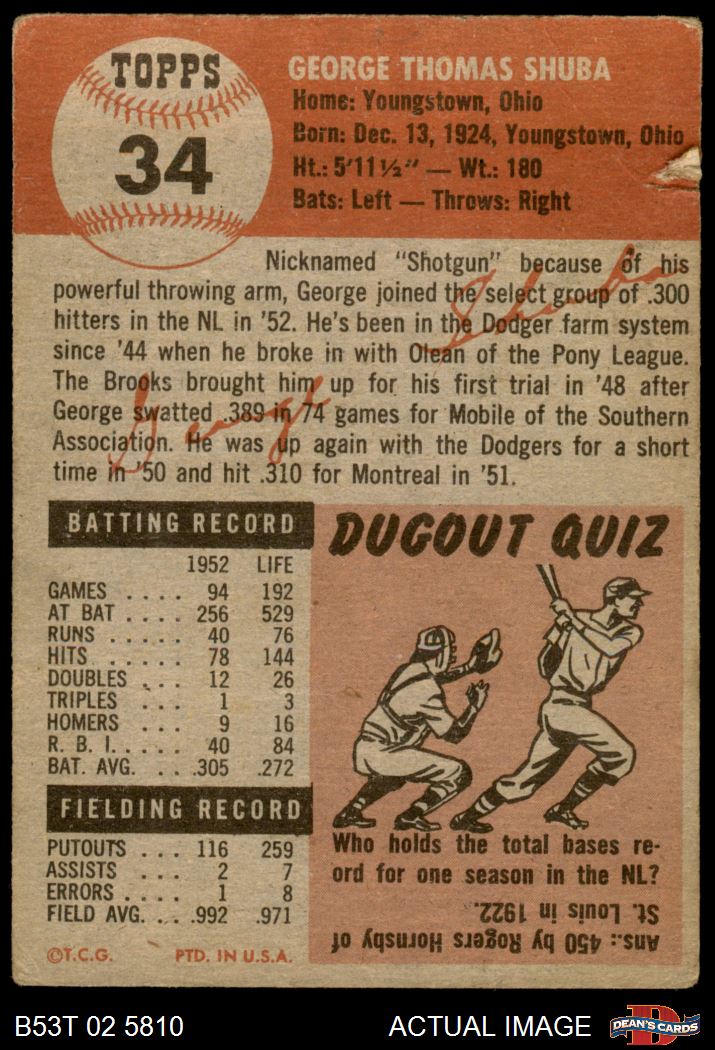 TOPPS
34
GEORGE THOMAS SHUBA
Home: Youngstown, Ohio
Born: Dec. 13, 1924, Youngstown, Ohio
Ht.: 5'11½" — Wt.: 180
Bats: Left — Throws: Right
Nicknamed "Shotgun" because of his
powerful throwing arm, George joined the select group of .300
hitters in the NL in '52. He's been in the Dodger farm system
since '44 when he broke in with Olean of the Pony League.
The Brooks brought him up for his first trial in '48 after
George swatted .389 in 74 games for Mobile of the Southern
Association. He was up again with the Dodgers for a short
time in '50 and hit .310 for Montreal in '51.
George Shuba
BATTING RECORD
1952 LIFE
GAMES .... 94 192
AT BAT .... 256 529
RUNS ..... 40 76
HITS ..... 78 144
DOUBLES ... 12 26
TRIPLES ... 1 3
HOMERS ... 9 16
R. B. I..... 40 84
BAT. AVG. ... .305 .272
FIELDING RECORD
PUTOUTS ... 116 259
ASSISTS ... 2 7
ERRORS .... 1 8
FIELD AVG. ... .992 .971
©T.C.G. PTD. IN U.S.A.
DUGOUT QUIZ
Who holds the total bases re-
ord for one season in the NL?
Ans.: 450 by Rogers Hornsby of
St. Louis in 1922.
B53T 02 5810 ACTUAL IMAGE
D
DEAN'S CARDS